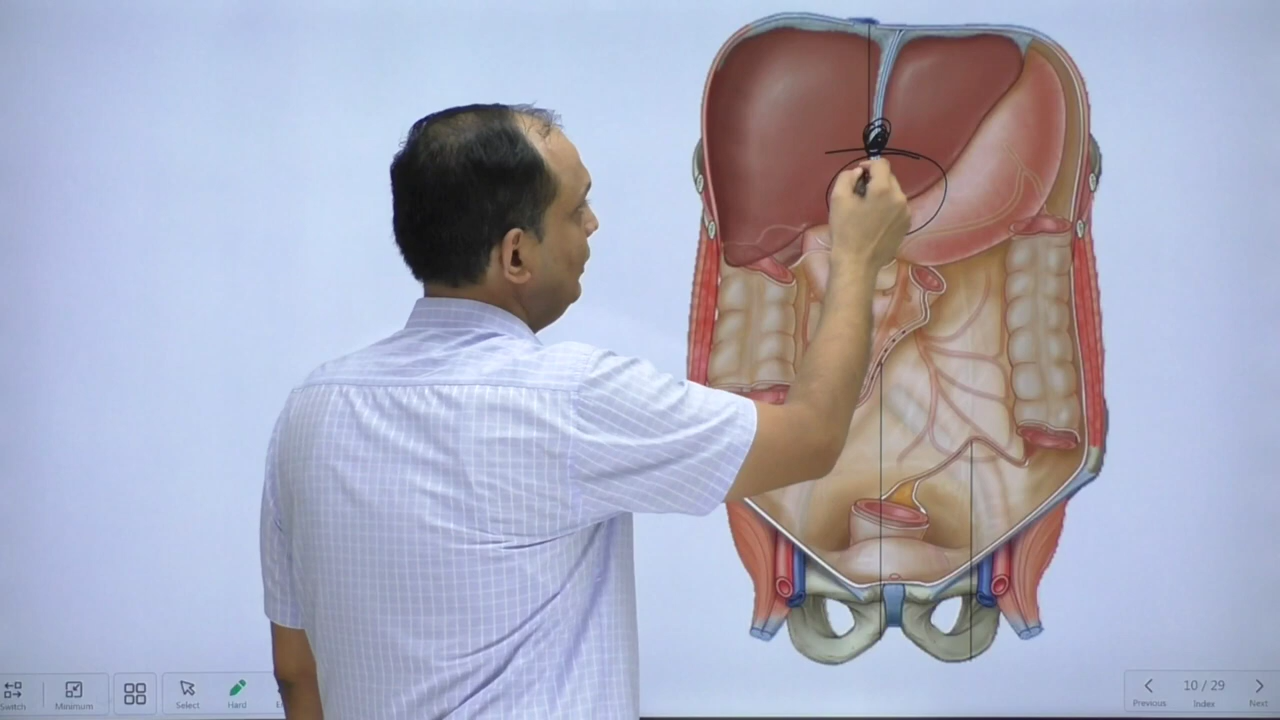 Switch
Minimum
Select
Hard
Previous
10 / 29
Index
Next